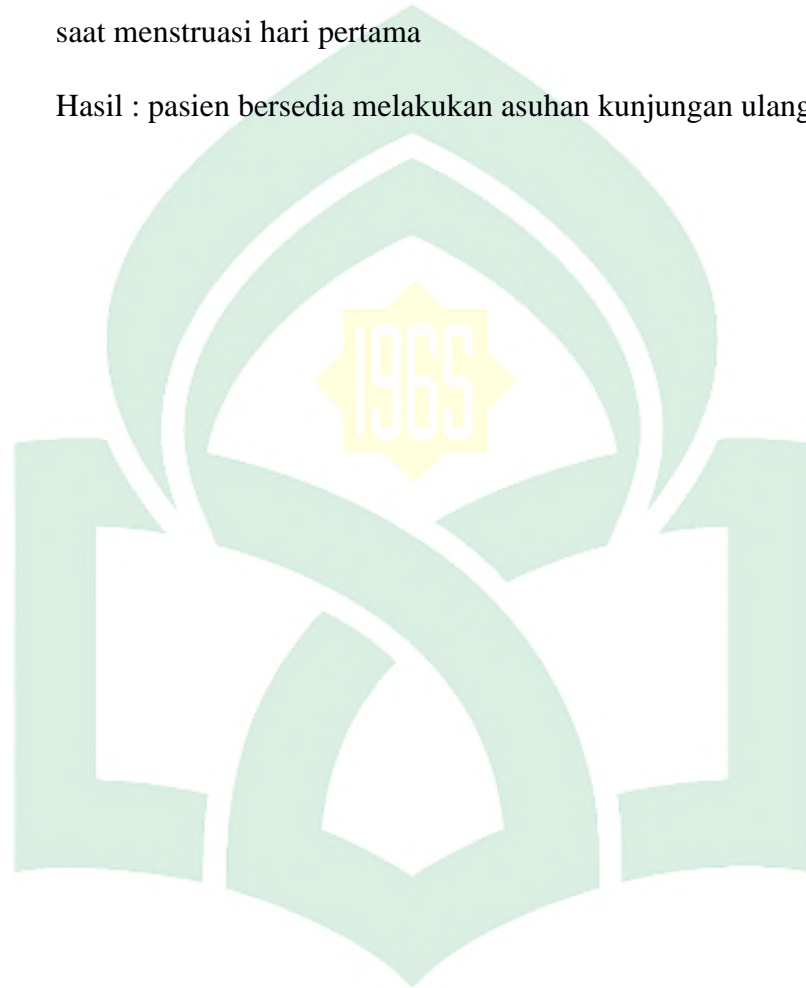 saat menstruasi hari pertama
Hasil : pasien bersedia melakukan asuhan kunjungan ulang
1965